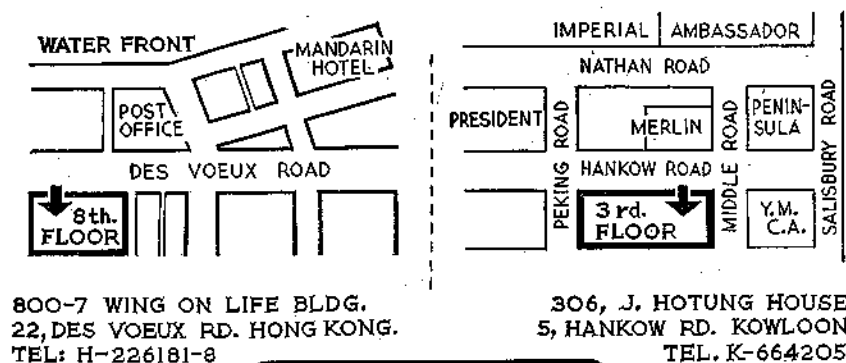 WATER FRONT
MANDARIN
HOTEL
POST
OFFICE
DES VOEUX ROAD
8th.
FLOOR
800-7 WING ON LIFE BLDG.
22, DES VOEUX RD. HONG KONG.
TEL: H-226181-8
IMPERIAL
AMBASSADOR
NATHAN ROAD
PRESIDENT
PEKING ROAD
MERLIN
MIDDLE ROAD
PENIN-
SULA
SALISBURY ROAD
HANKOW ROAD
3rd.
FLOOR
Y.M.
C.A.
306, J. HOTUNG HOUSE
5, HANKOW RD. KOWLOON
TEL. K-664205